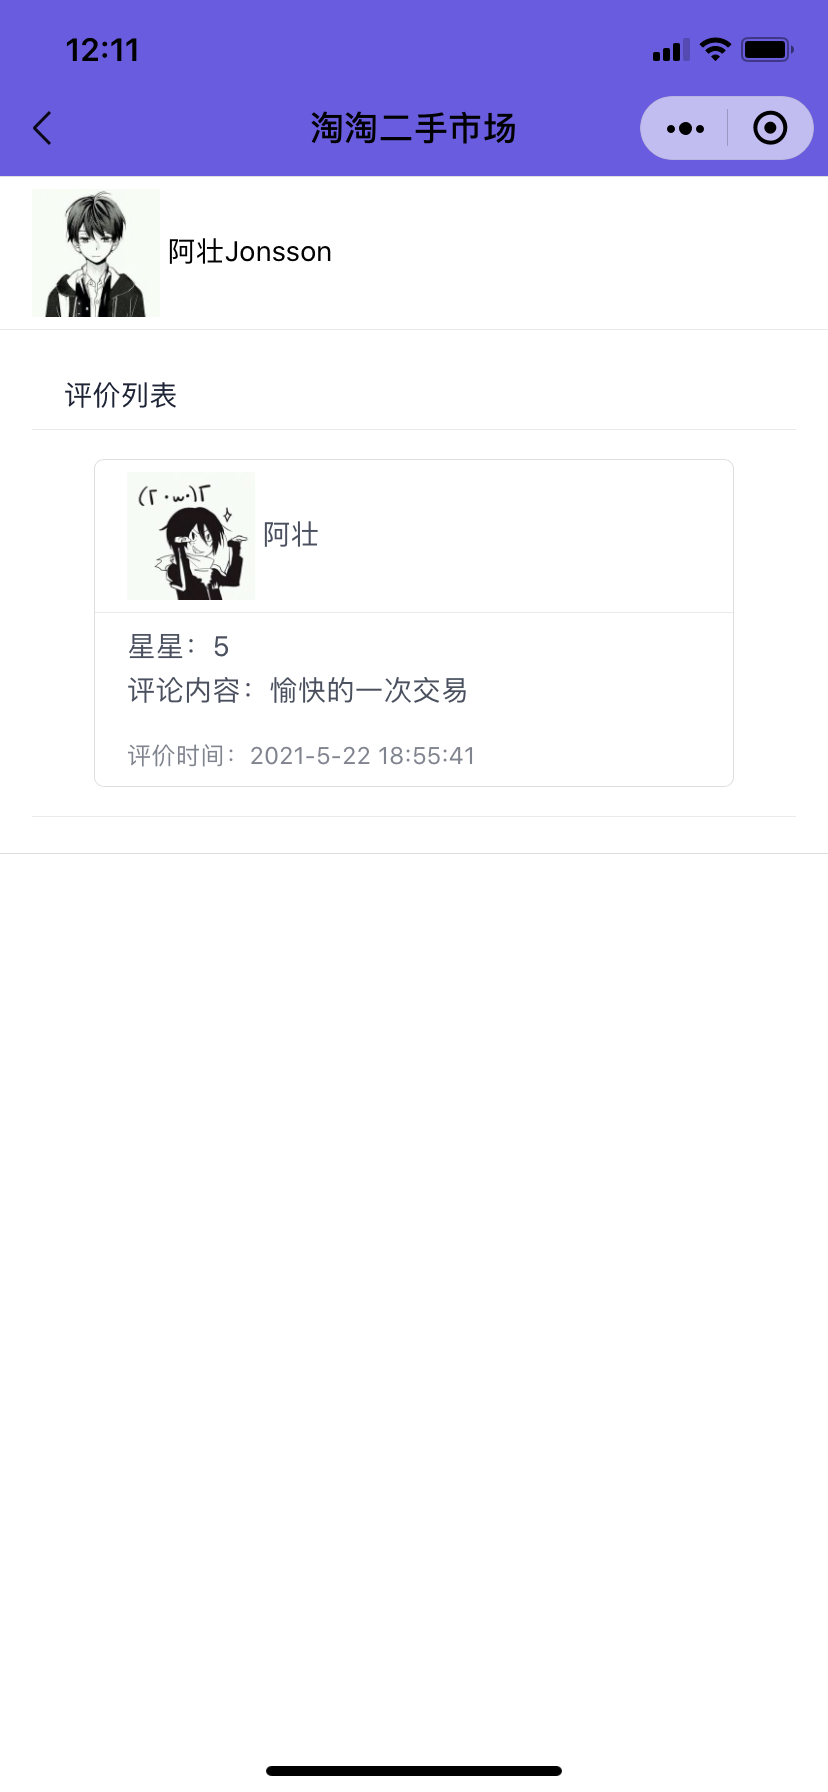 12:11
淘淘二手市场
阿壮Jonsson
评价列表
阿壮
星星：5
评论内容：愉快的一次交易
评价时间：2021-5-22 18:55:41